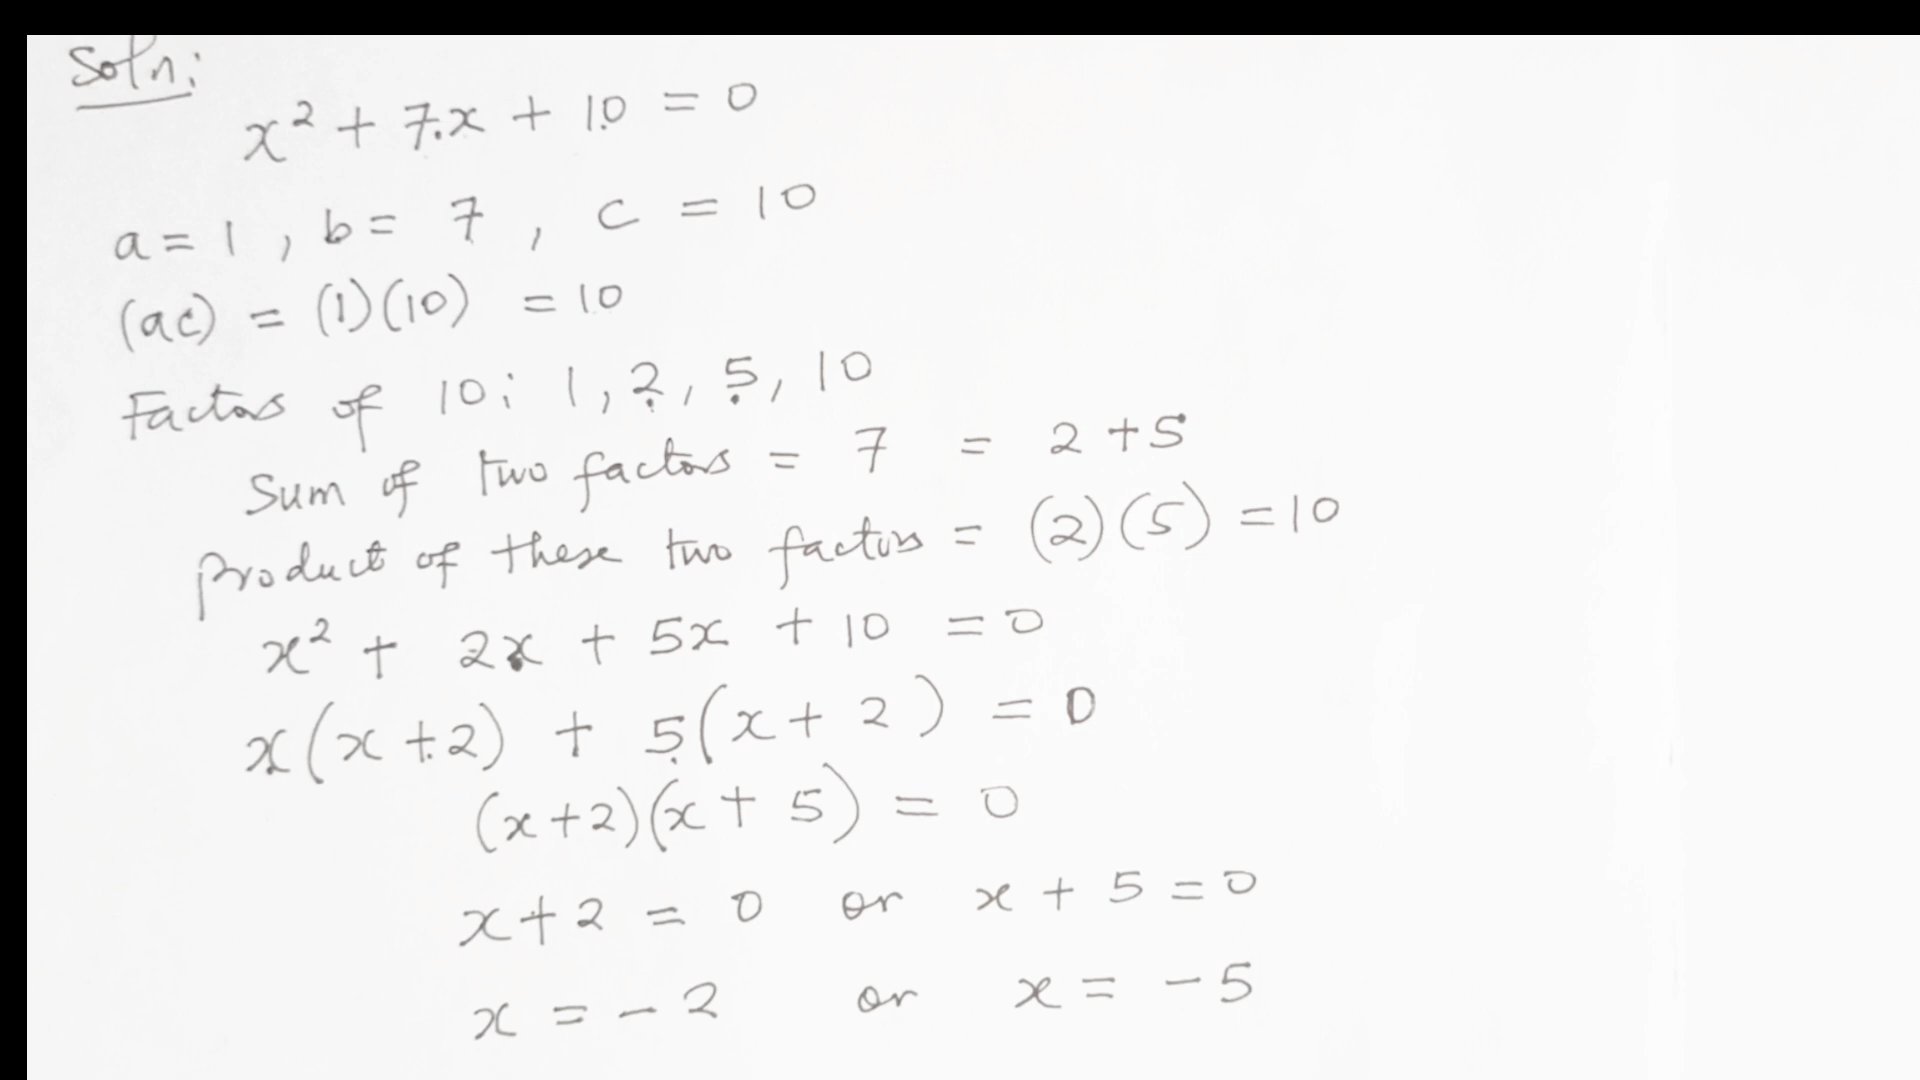 Soln:
x² + 7x + 10 = 0
a = 1 , b = 7 , c = 10
(ac) = (1)(10) = 10
Factors of 10: 1, 2, 5, 10
Sum of two factors = 7 = 2 + 5
product of these two factors = (2)(5) = 10
x² + 2x + 5x + 10 = 0
x(x + 2) + 5(x + 2) = 0
(x + 2)(x + 5) = 0
x + 2 = 0 or x + 5 = 0
x = - 2 or x = - 5